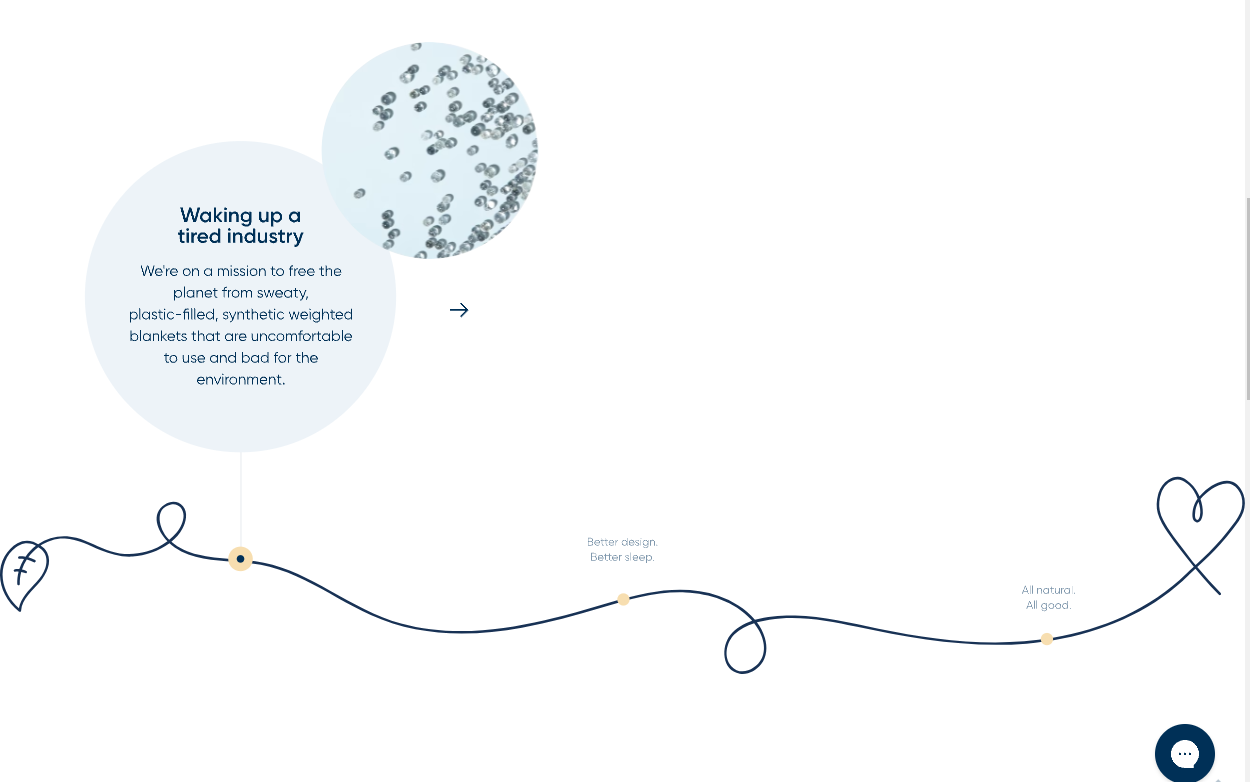 Waking up a
tired industry
We're on a mission to free the
planet from sweaty,
plastic-filled, synthetic weighted
blankets that are uncomfortable
to use and bad for the
environment.
Better design.
Better sleep.
All natural.
All good.